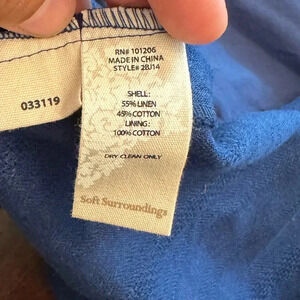 RN# 101206
MADE IN CHINA
STYLE# 28J14
033119
SHELL:
55% LINEN
45% COTTON
LINING:
100% COTTON
DRY CLEAN ONLY
Soft Surroundings